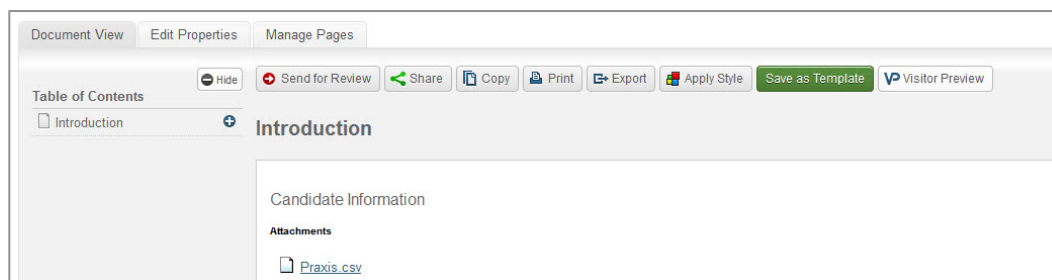 Document View Edit Properties Manage Pages
Hide Send for Review Share Copy Print Export Apply Style Save as Template VP Visitor Preview
Table of Contents
Introduction
Introduction
Candidate Information
Attachments
Praxis.csv